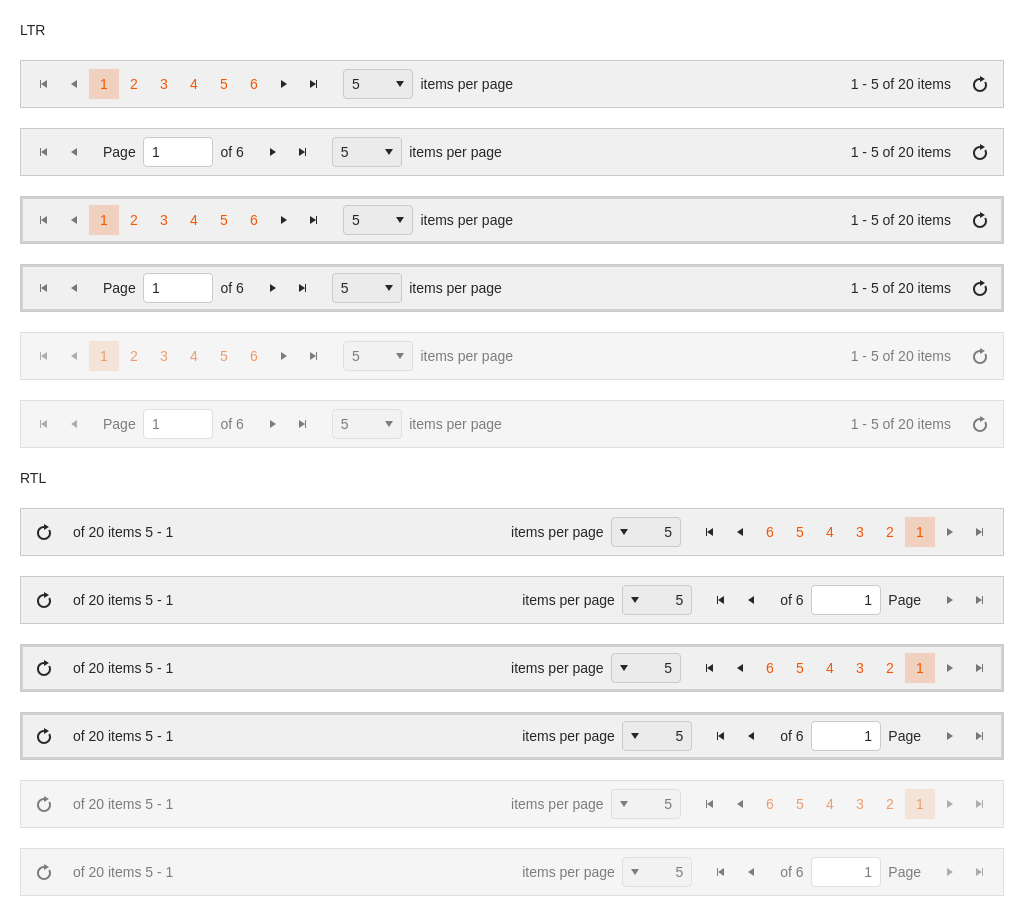 LTR
1 2 3 4 5 6 5 items per page 1 - 5 of 20 items
Page 1 of 6 5 items per page 1 - 5 of 20 items
1 2 3 4 5 6 5 items per page 1 - 5 of 20 items
Page 1 of 6 5 items per page 1 - 5 of 20 items
1 2 3 4 5 6 5 items per page 1 - 5 of 20 items
Page 1 of 6 5 items per page 1 - 5 of 20 items
RTL
of 20 items 5 - 1 items per page 5 6 5 4 3 2 1
of 20 items 5 - 1 items per page 5 of 6 1 Page
of 20 items 5 - 1 items per page 5 6 5 4 3 2 1
of 20 items 5 - 1 items per page 5 of 6 1 Page
of 20 items 5 - 1 items per page 5 6 5 4 3 2 1
of 20 items 5 - 1 items per page 5 of 6 1 Page